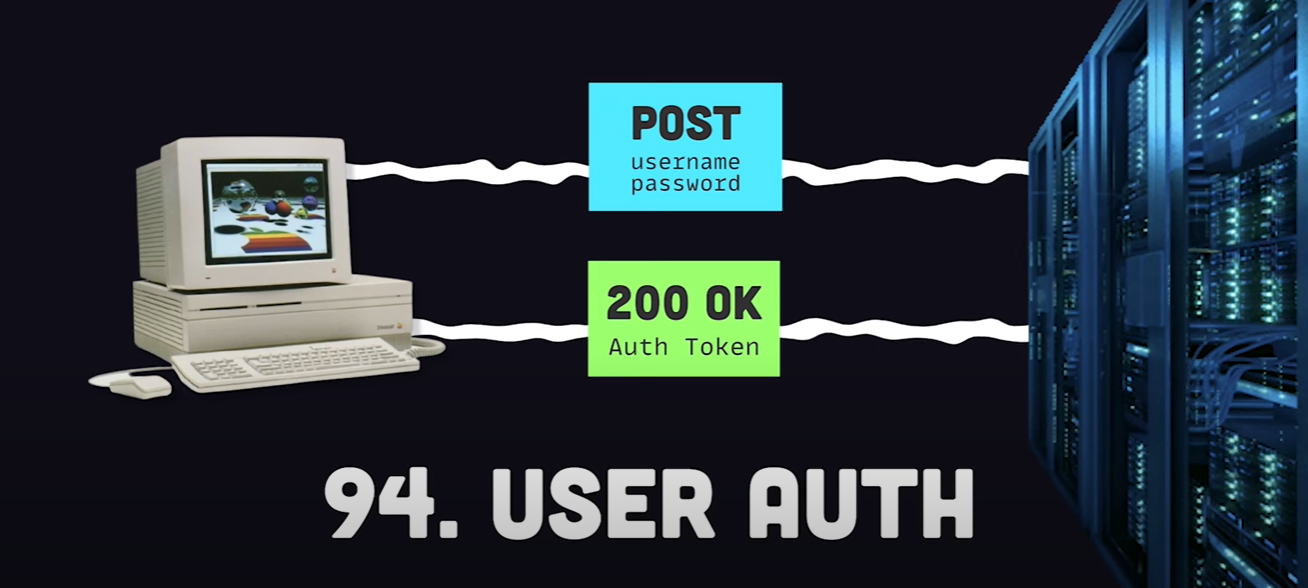 POST
username
password
200 OK
Auth Token
94. USER AUTH